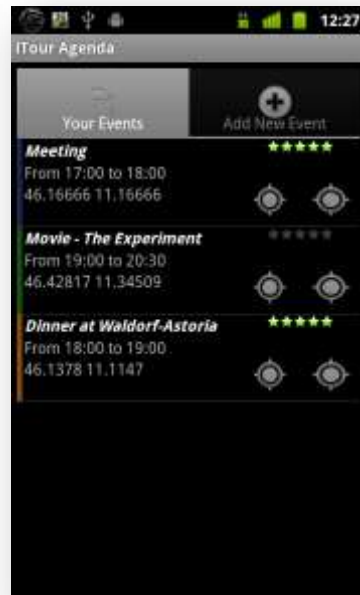 12:27
ITour Agenda
Your Events
Add New Event
Meeting
From 17:00 to 18:00
46.16666 11.16666
Movie - The Experiment
From 19:00 to 20:30
46.42817 11.34509
Dinner at Waldorf-Astoria
From 18:00 to 19:00
46.1378 11.1147